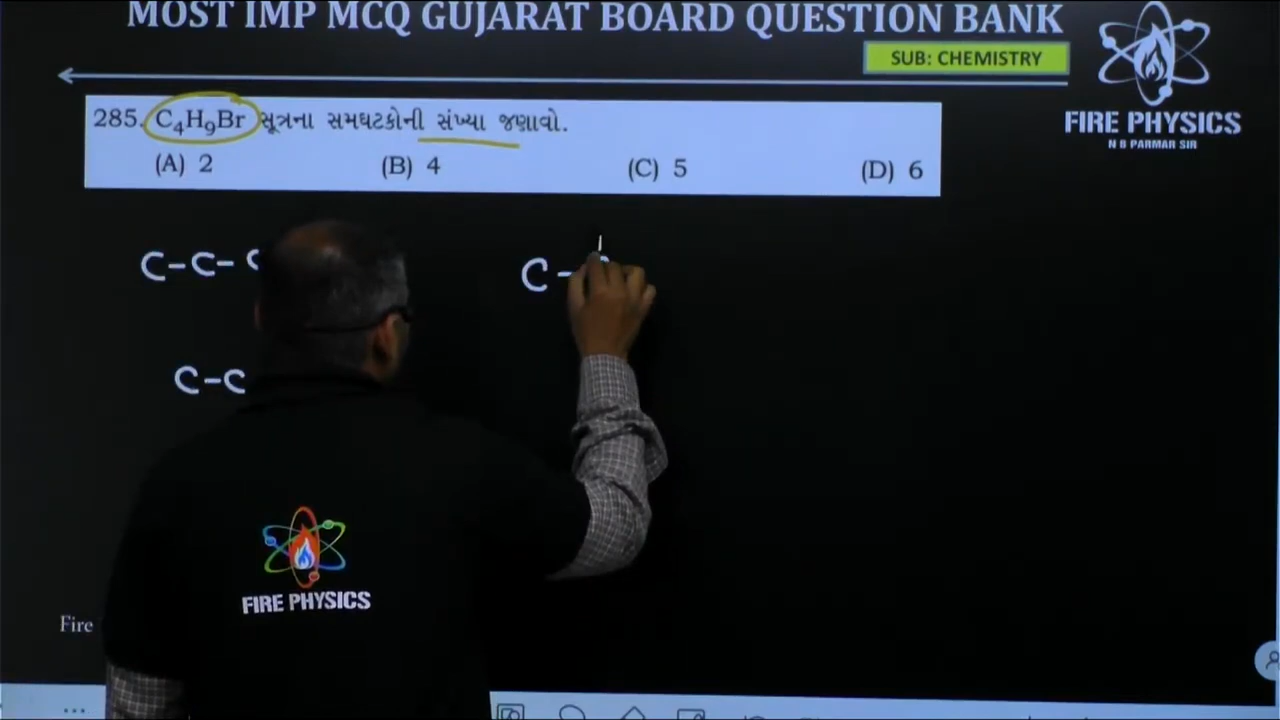 MOST IMP MCQ GUJARAT BOARD QUESTION BANK
SUB: CHEMISTRY
FIRE PHYSICS
N B PARMAR SIR
285. C₄H₉Br સૂત્રના સમઘટકોની સંખ્યા જણાવો.
(A) 2 (B) 4 (C) 5 (D) 6
C-C-
C-
C-C
FIRE PHYSICS
Fire